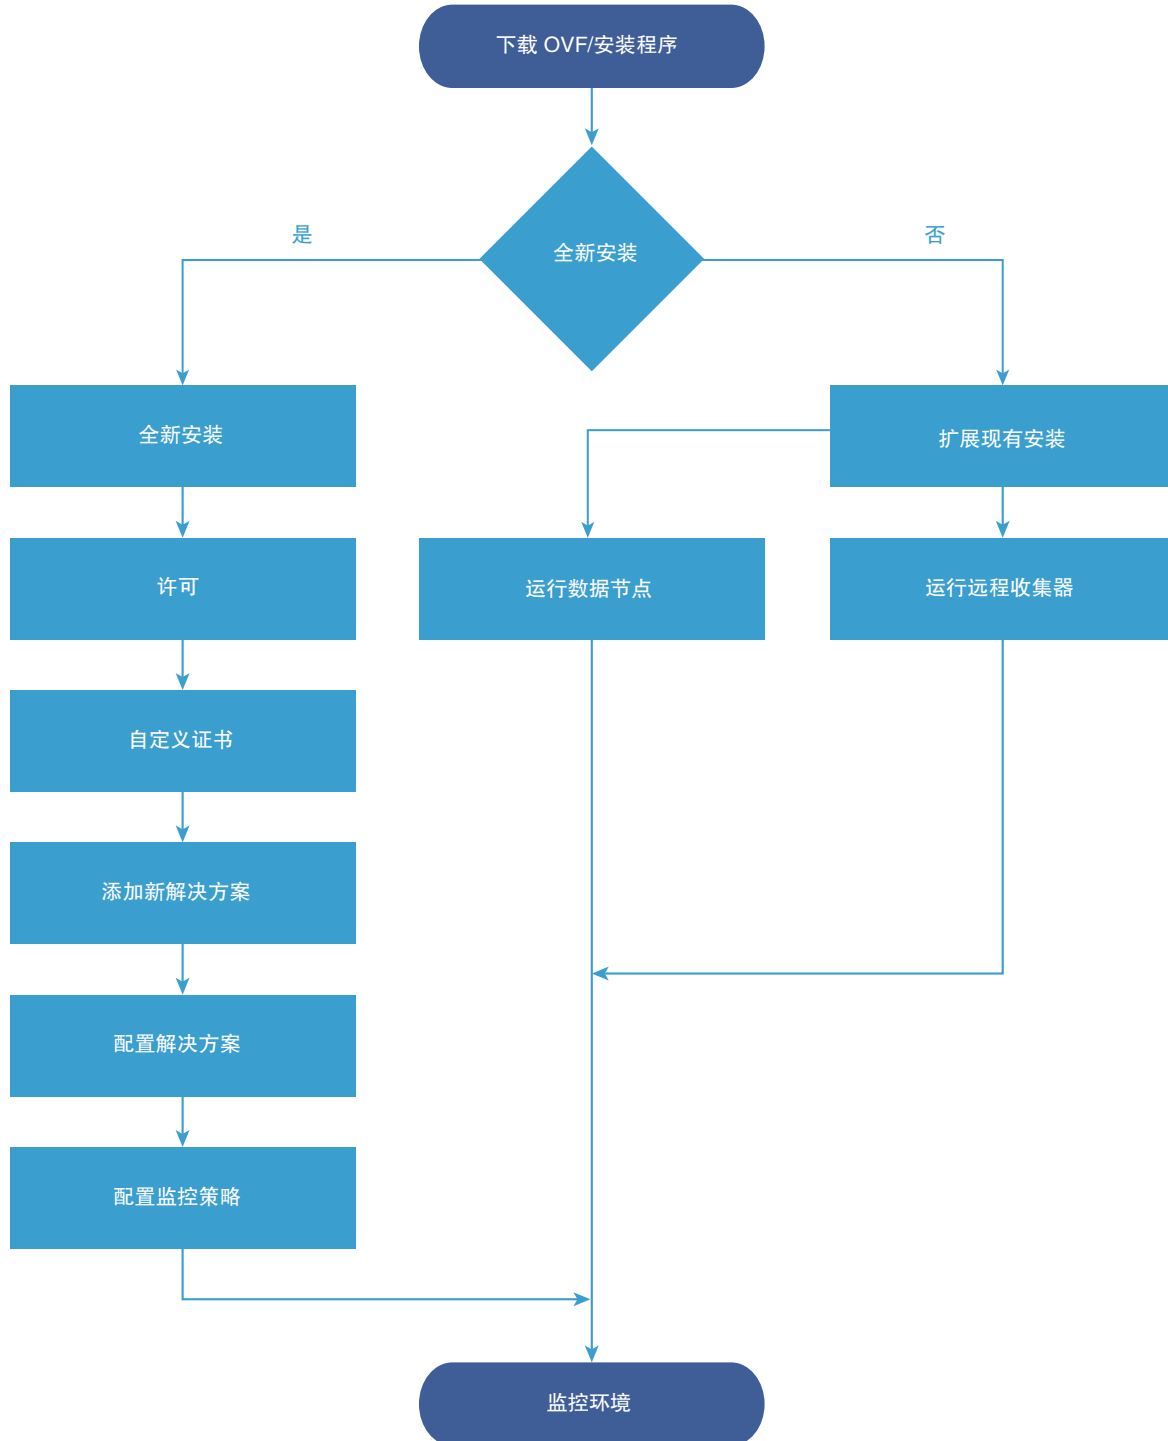 下载 OVF/安装程序
全新安装
是
否
全新安装
扩展现有安装
许可
运行数据节点
运行远程收集器
自定义证书
添加新解决方案
配置解决方案
配置监控策略
监控环境